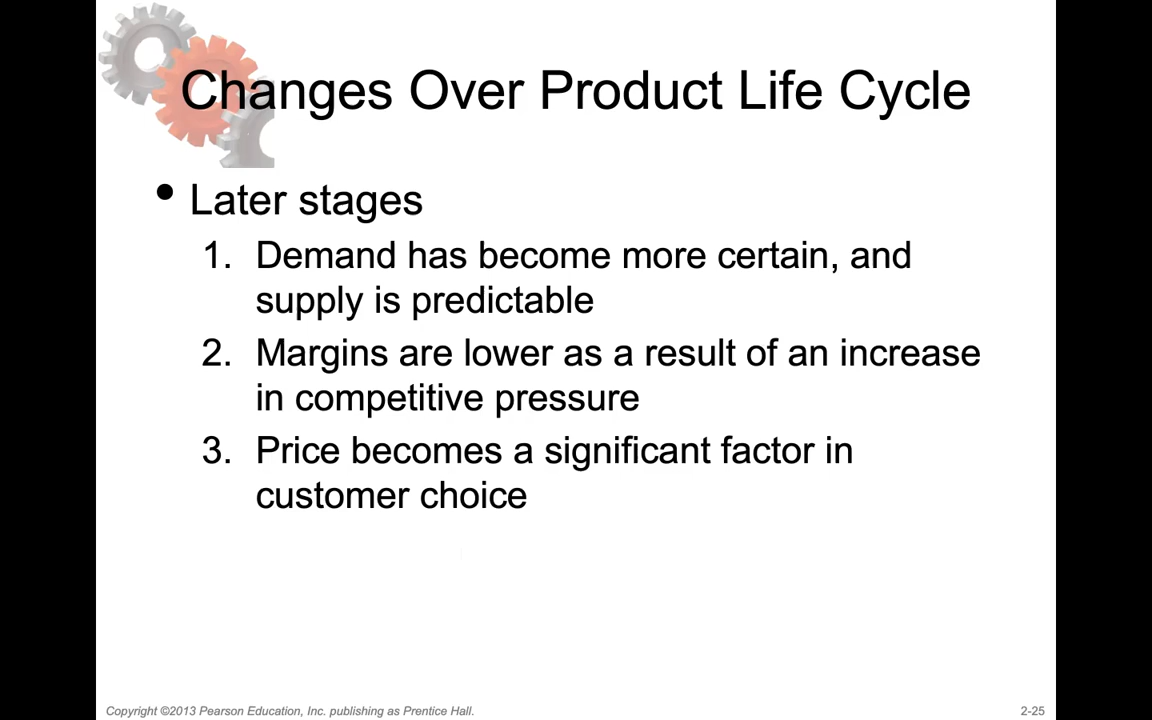 Changes Over Product Life Cycle
• Later stages
1. Demand has become more certain, and
supply is predictable
2. Margins are lower as a result of an increase
in competitive pressure
3. Price becomes a significant factor in
customer choice
Copyright ©2013 Pearson Education, Inc. publishing as Prentice Hall.
2-25